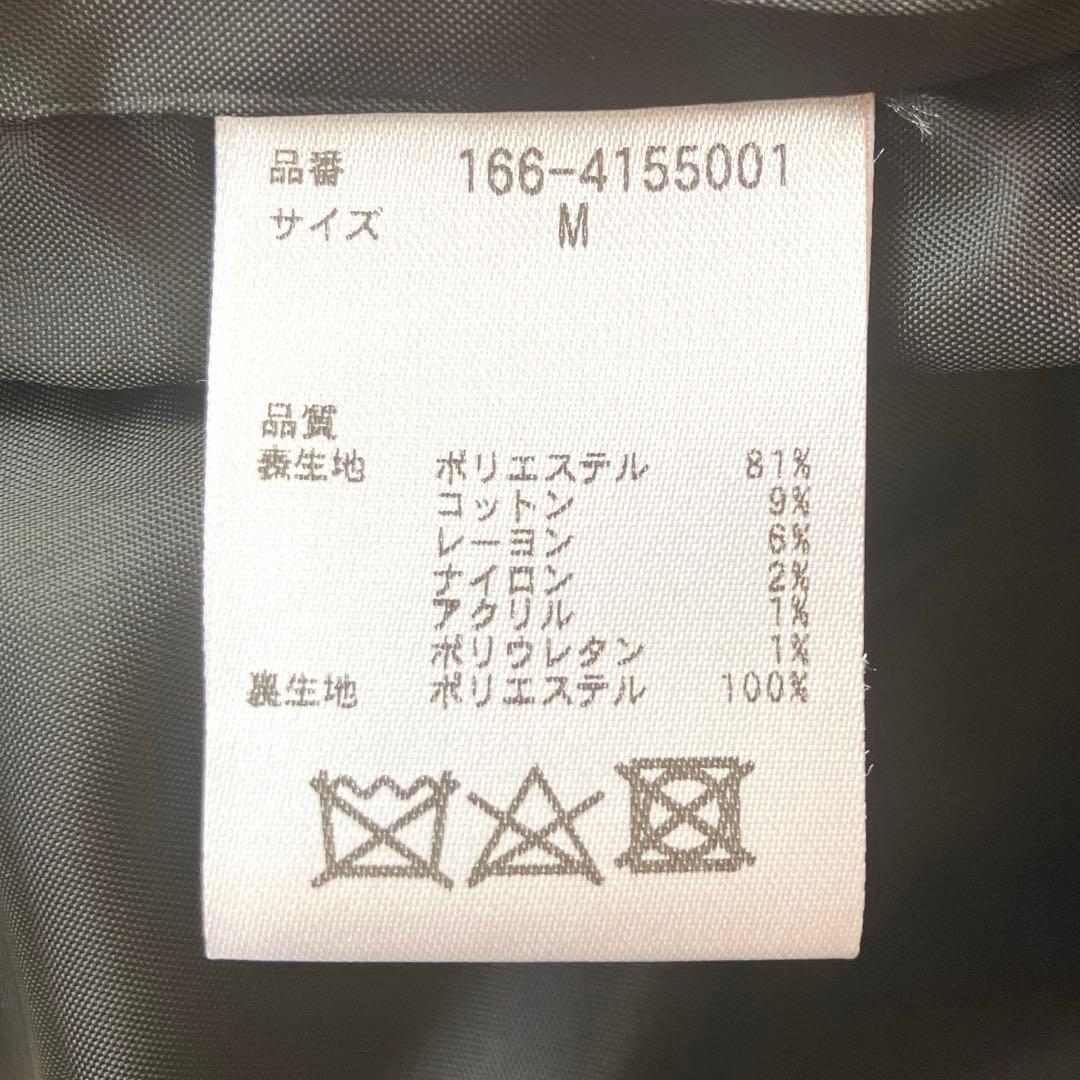 品番 166-4155001
サイズ M
品質
表生地 ポリエステル 81%
コットン 9%
レーヨン 6%
ナイロン 2%
アクリル 1%
ポリウレタン 1%
裏生地 ポリエステル 100%